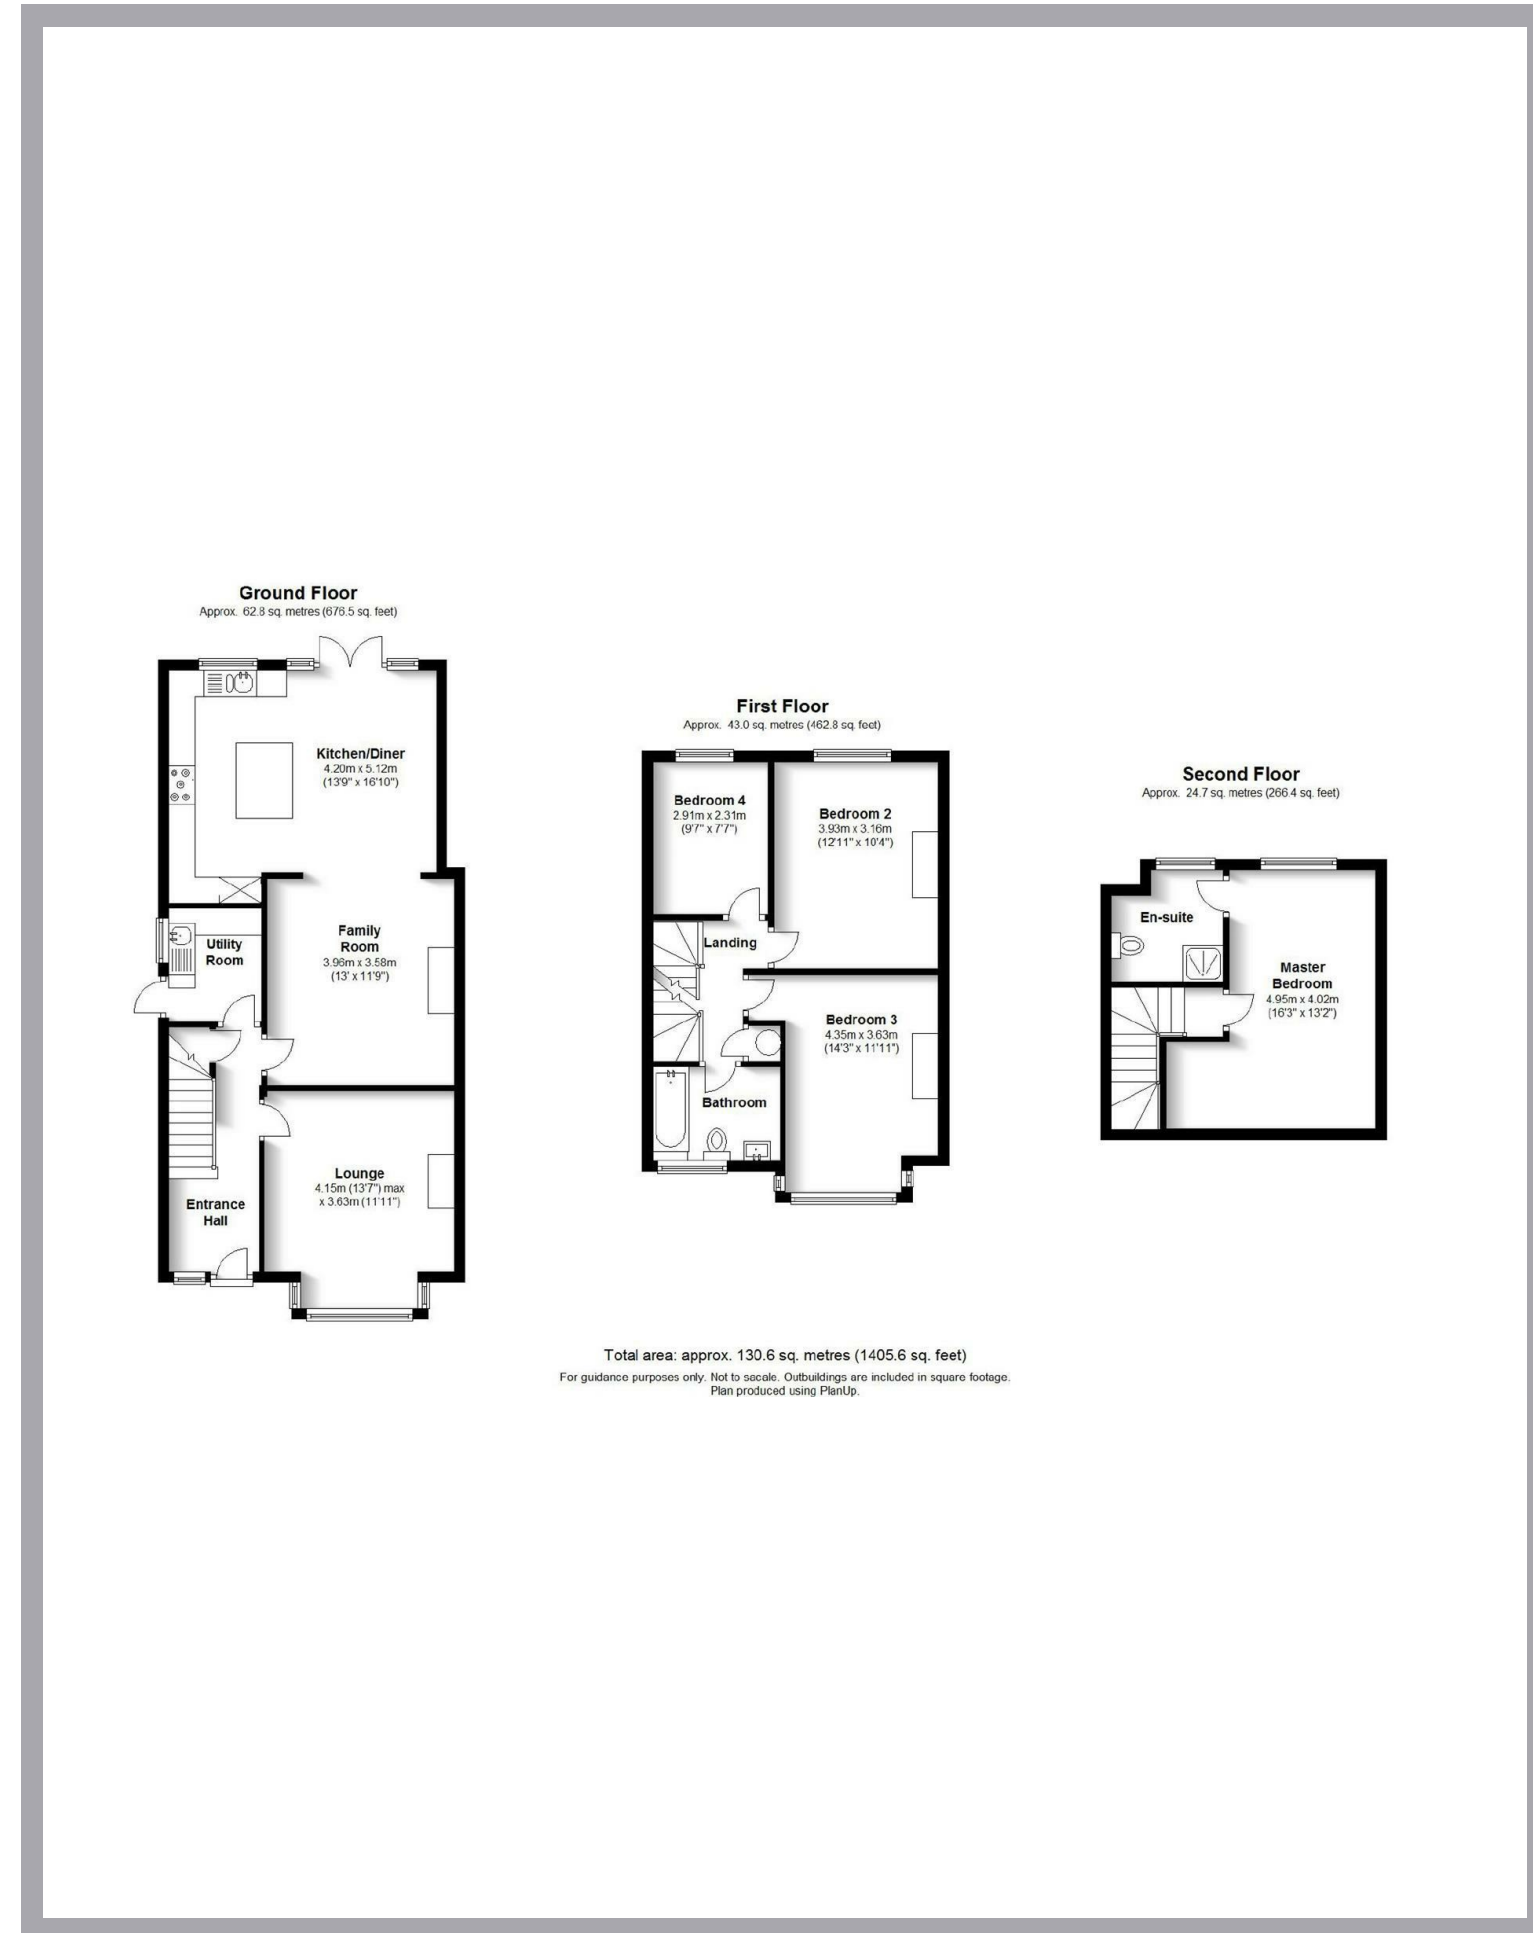 Ground Floor
Approx. 62.8 sq. metres (676.5 sq. feet)
Kitchen/Diner
4.20m x 5.12m
(13'9" x 16'10")
Family
Room
3.96m x 3.58m
(13' x 11'9")
Utility
Room
Lounge
4.15m (13'7") max
x 3.63m (11'11")
Entrance
Hall
First Floor
Approx. 43.0 sq. metres (462.8 sq. feet)
Bedroom 4
2.91m x 2.31m
(9'7" x 7'7")
Bedroom 2
3.93m x 3.16m
(12'11" x 10'4")
Landing
Bedroom 3
4.35m x 3.63m
(14'3" x 11'11")
Bathroom
Second Floor
Approx. 24.7 sq. metres (266.4 sq. feet)
En-suite
Master
Bedroom
4.95m x 4.02m
(16'3" x 13'2")
Total area: approx. 130.6 sq. metres (1405.6 sq. feet)
For guidance purposes only. Not to sacale. Outbuildings are included in square footage.
Plan produced using PlanUp.